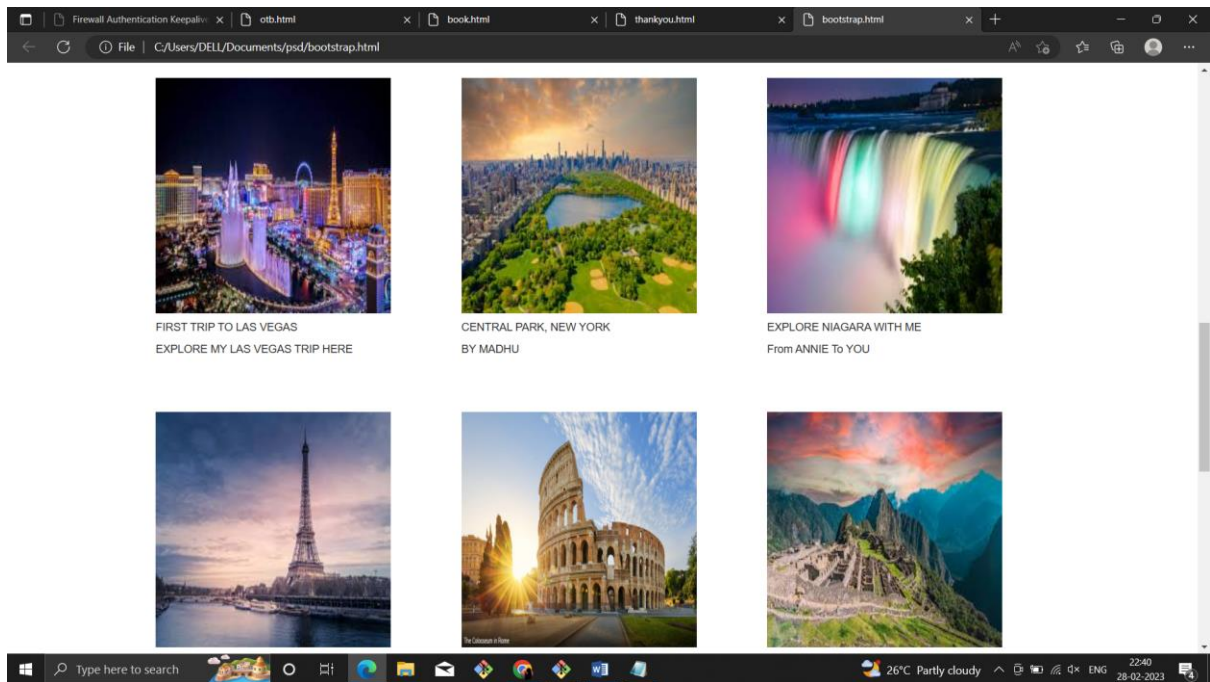 Firewall Authentication Keepaliv
otb.html
book.html
thankyou.html
bootstrap.html
File
C:/Users/DELL/Documents/psd/bootstrap.html
FIRST TRIP TO LAS VEGAS
EXPLORE MY LAS VEGAS TRIP HERE
CENTRAL PARK, NEW YORK
BY MADHU
EXPLORE NIAGARA WITH ME
From ANNIE To YOU
The Colosseum in Rome
Type here to search
26°C Partly cloudy
ENG
22:40
28-02-2023